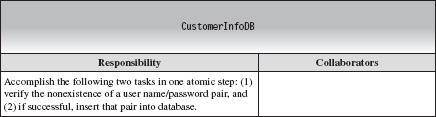 CustomerInfoDB
Responsibility
Collaborators
Accomplish the following two tasks in one atomic step: (1)
verify the nonexistence of a user name/password pair, and
(2) if successful, insert that pair into database.